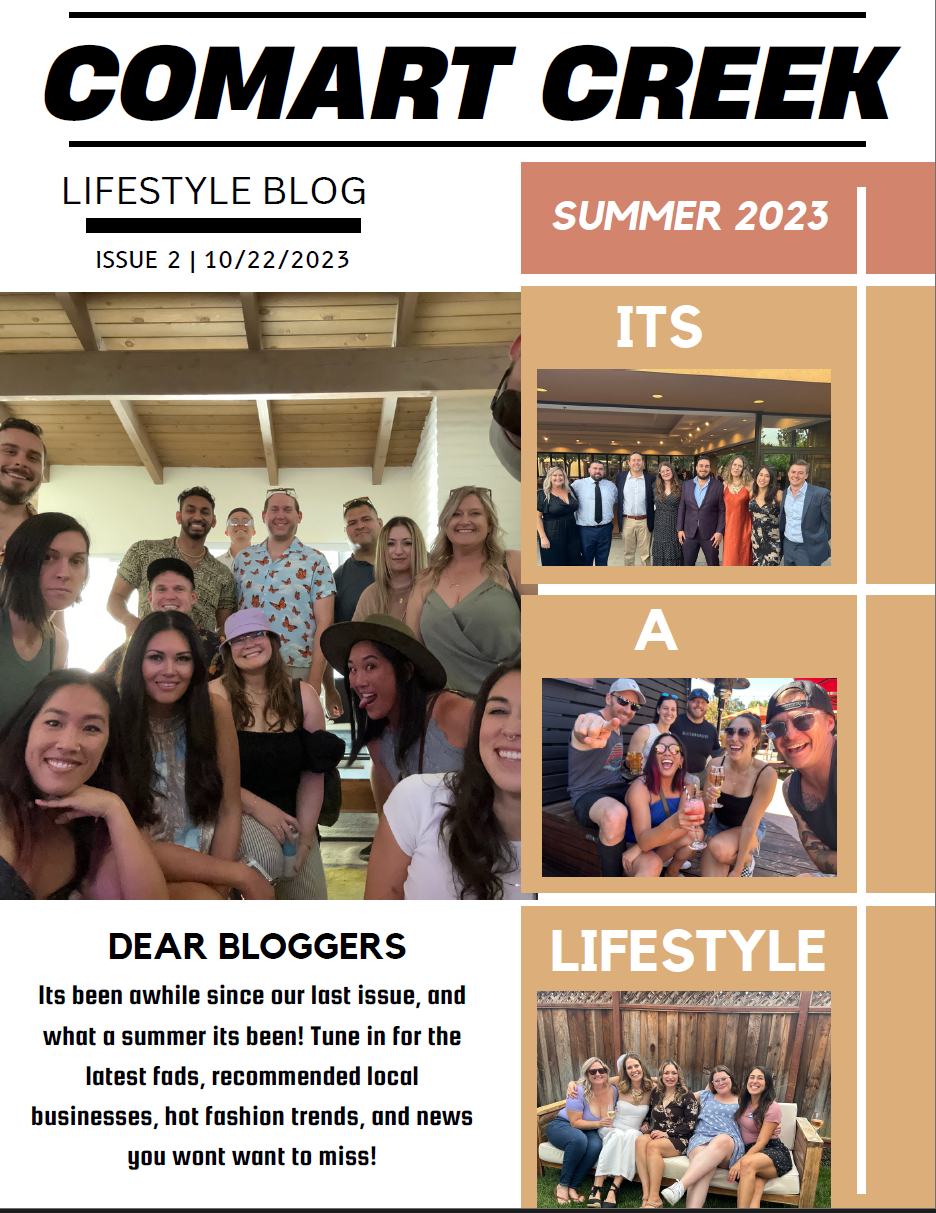 COMART CREEK
LIFESTYLE BLOG
ISSUE 2 | 10/22/2023
SUMMER 2023
ITS
A
LIFESTYLE
DEAR BLOGGERS
Its been awhile since our last issue, and
what a summer its been! Tune in for the
latest fads, recommended local
businesses, hot fashion trends, and news
you wont want to miss!